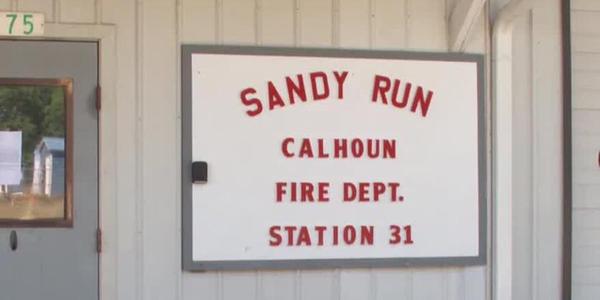 75
SANDY RUN
CALHOUN
FIRE DEPT.
STATION 31